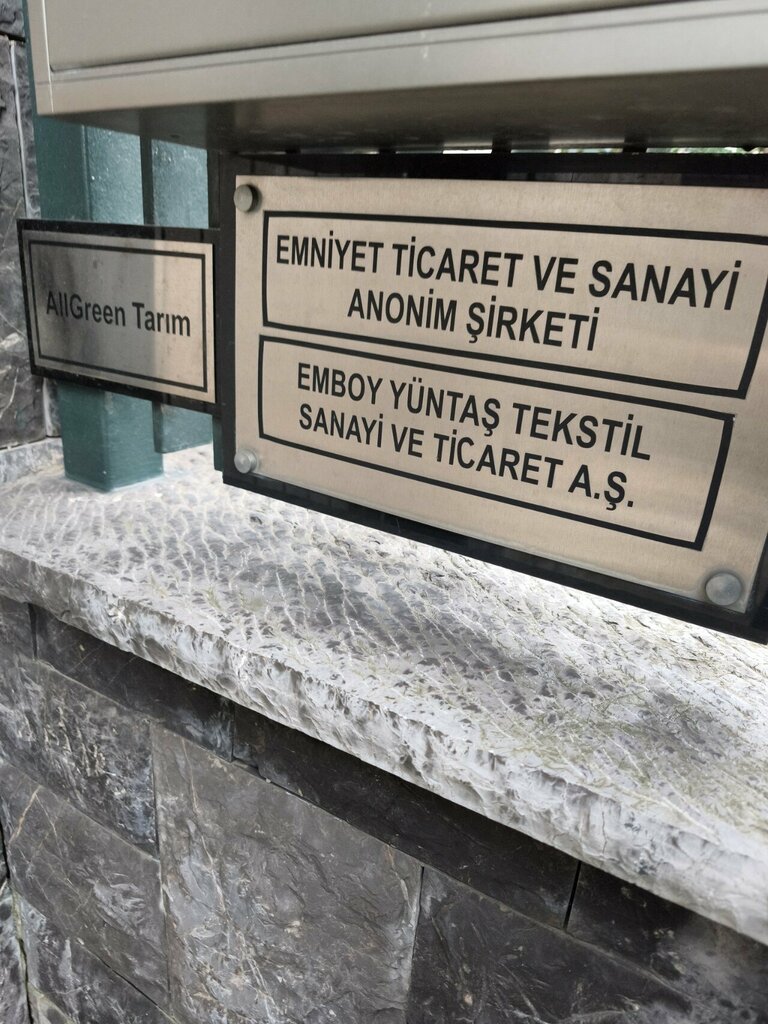 AllGreen Tarım
EMNİYET TİCARET VE SANAYİ
ANONİM ŞİRKETİ
EMBOY YÜNTAŞ TEKSTİL
SANAYİ VE TİCARET A.Ş.